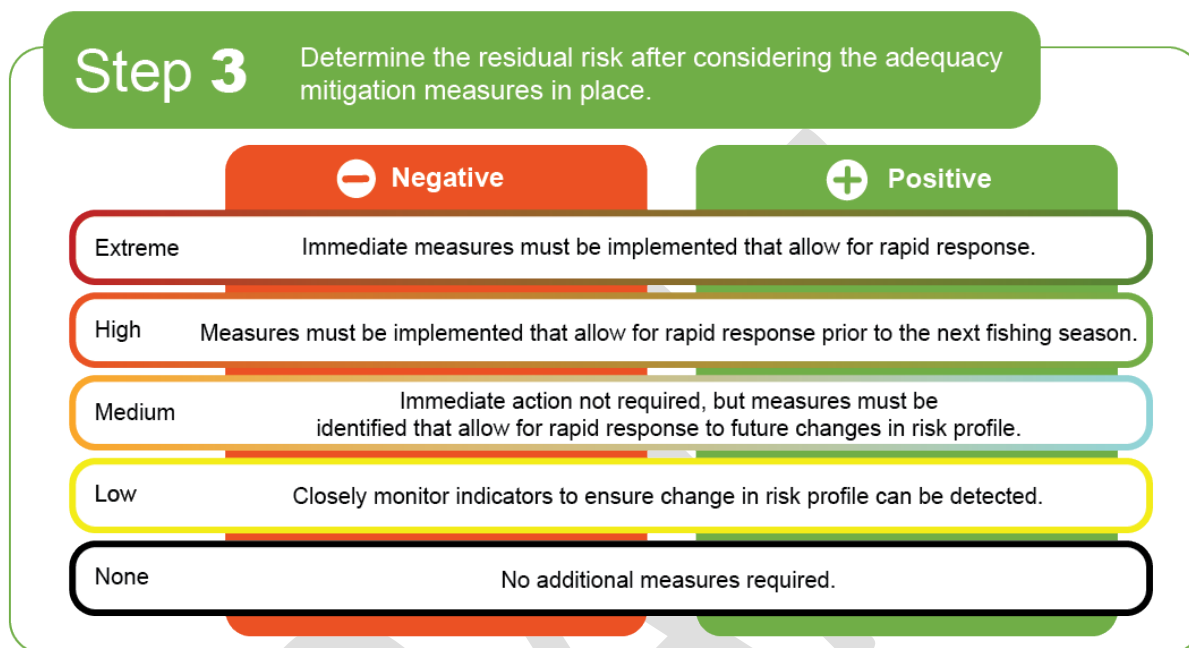 Step 3
Determine the residual risk after considering the adequacy
mitigation measures in place.
Negative
Positive
Extreme
Immediate measures must be implemented that allow for rapid response.
High
Measures must be implemented that allow for rapid response prior to the next fishing season.
Medium
Immediate action not required, but measures must be
identified that allow for rapid response to future changes in risk profile.
Low
Closely monitor indicators to ensure change in risk profile can be detected.
None
No additional measures required.